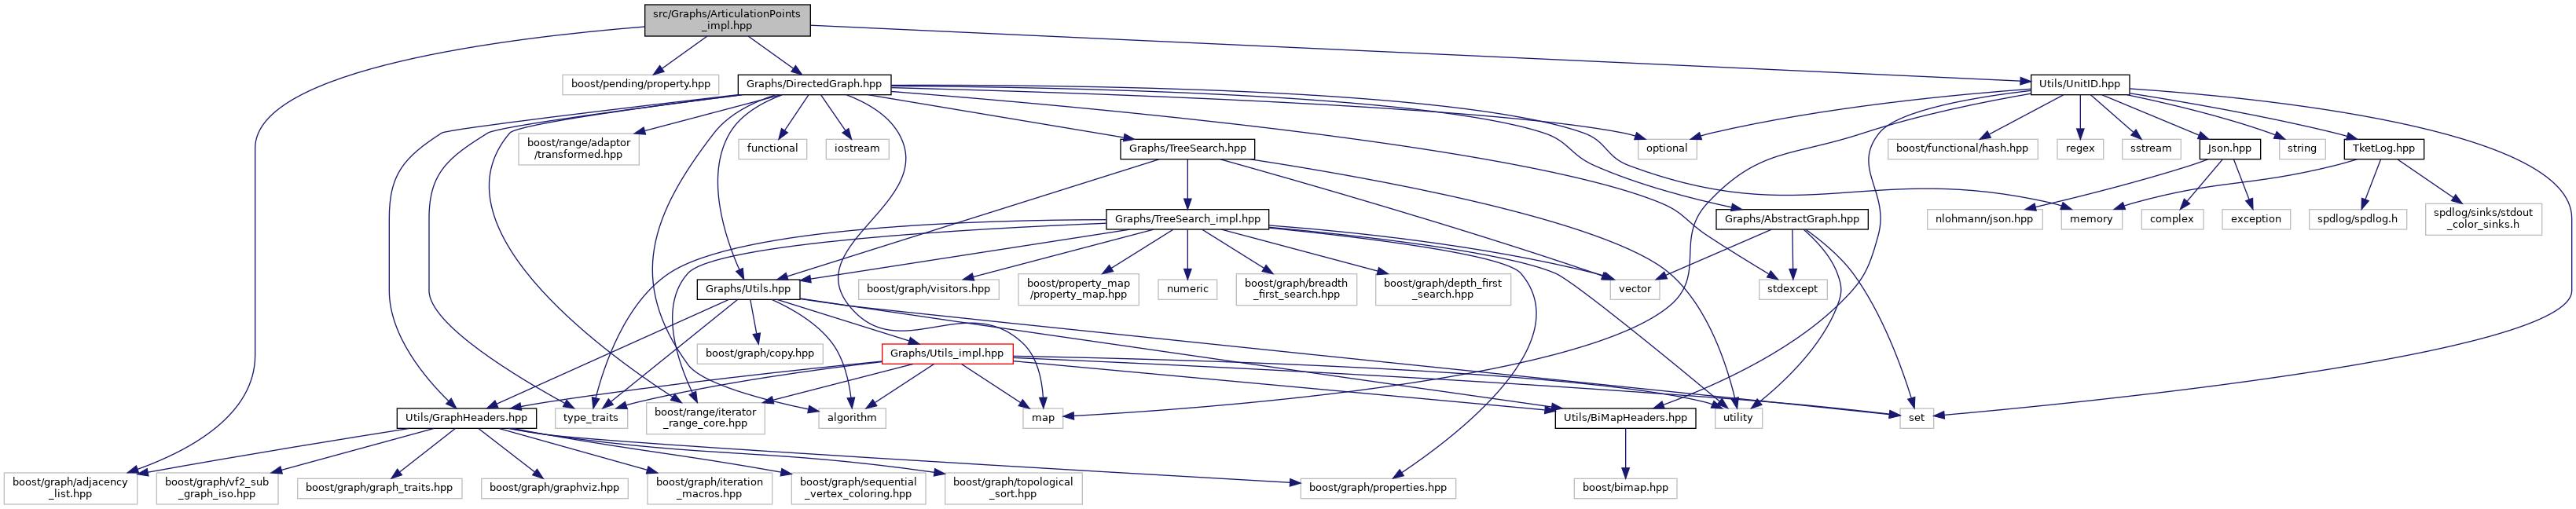 src/Graphs/ArticulationPoints
_impl.hpp
boost/pending/property.hpp
Graphs/DirectedGraph.hpp
Utils/UnitID.hpp
boost/range/adaptor
/transformed.hpp
functional
iostream
Graphs/TreeSearch.hpp
optional
boost/functional/hash.hpp
regex
sstream
Json.hpp
string
TketLog.hpp
Graphs/TreeSearch_impl.hpp
Graphs/AbstractGraph.hpp
nlohmann/json.hpp
memory
complex
exception
spdlog/spdlog.h
spdlog/sinks/stdout
_color_sinks.h
Graphs/Utils.hpp
boost/graph/visitors.hpp
boost/property_map
/property_map.hpp
numeric
boost/graph/breadth
_first_search.hpp
boost/graph/depth_first
_search.hpp
vector
stdexcept
boost/graph/copy.hpp
Graphs/Utils_impl.hpp
Utils/GraphHeaders.hpp
type_traits
boost/range/iterator
_range_core.hpp
algorithm
map
Utils/BiMapHeaders.hpp
utility
set
boost/graph/adjacency
_list.hpp
boost/graph/vf2_sub
_graph_iso.hpp
boost/graph/graph_traits.hpp
boost/graph/graphviz.hpp
boost/graph/iteration
_macros.hpp
boost/graph/sequential
_vertex_coloring.hpp
boost/graph/topological
_sort.hpp
boost/graph/properties.hpp
boost/bimap.hpp